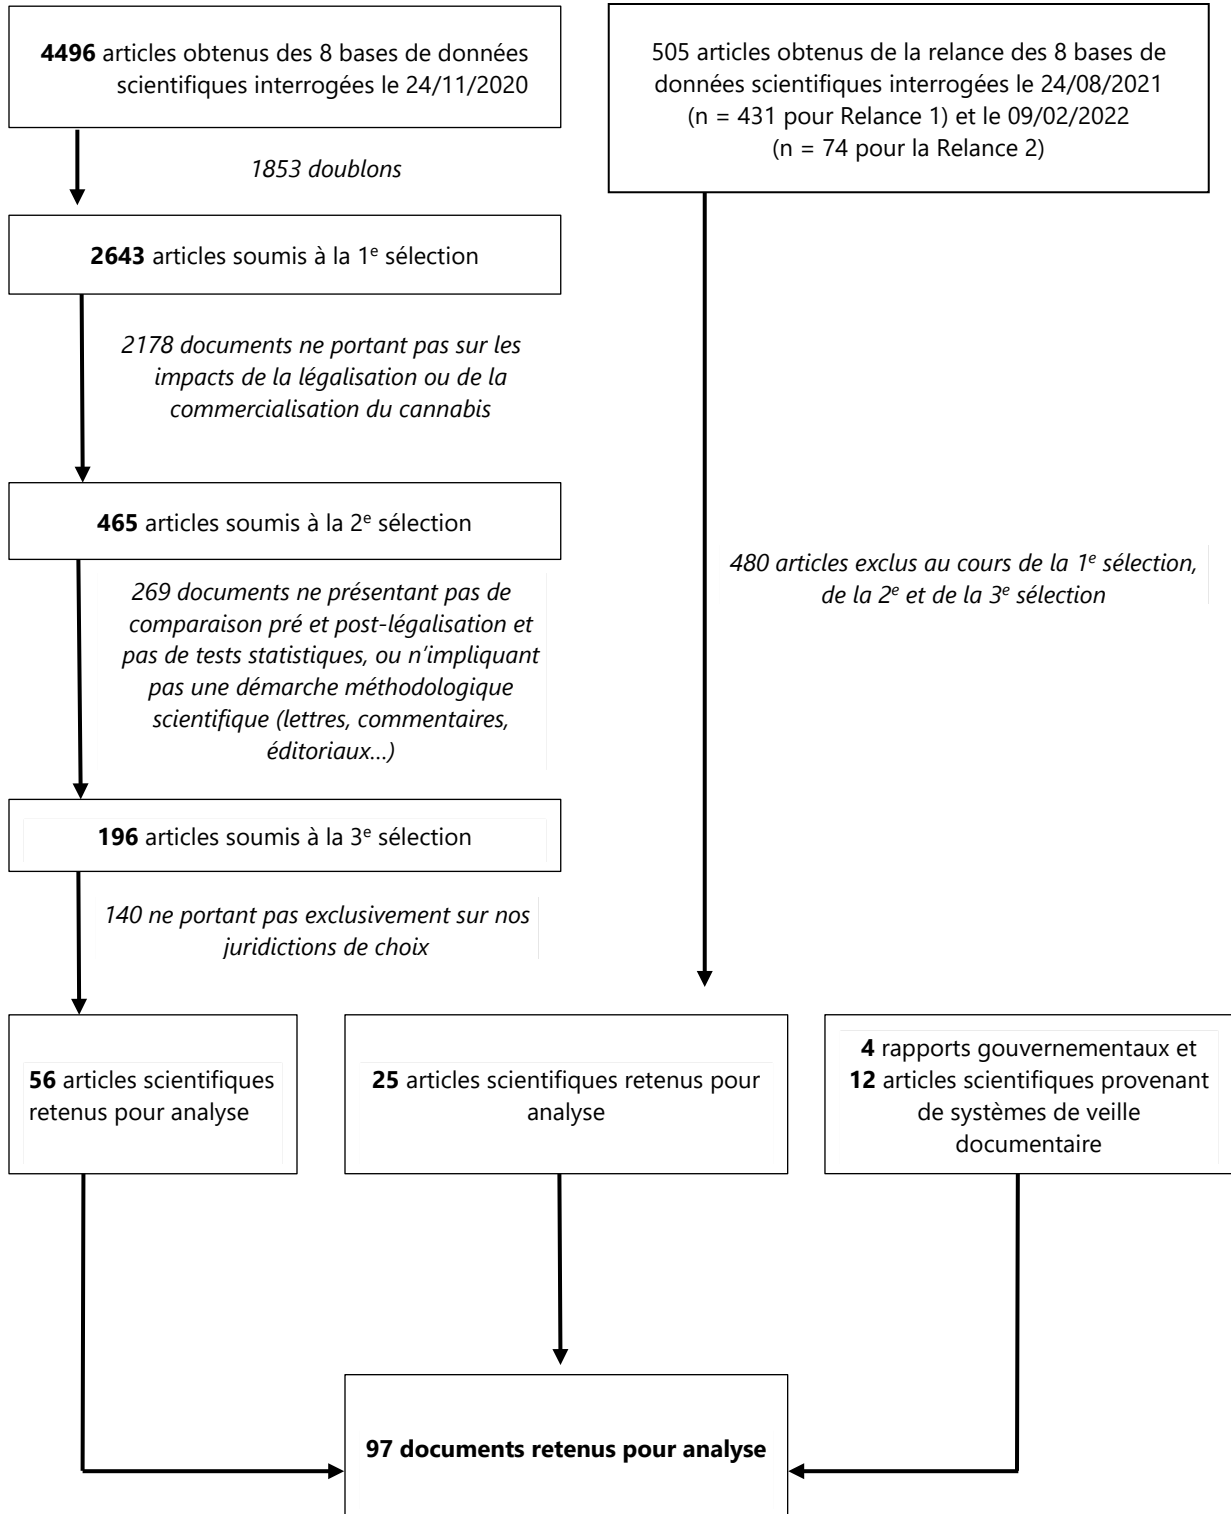 4496 articles obtenus des 8 bases de données
scientifiques interrogées le 24/11/2020
1853 doublons
2643 articles soumis à la 1e sélection
2178 documents ne portant pas sur les
impacts de la légalisation ou de la
commercialisation du cannabis
465 articles soumis à la 2e sélection
269 documents ne présentant pas de
comparaison pré et post-légalisation et
pas de tests statistiques, ou n’impliquant
pas une démarche méthodologique
scientifique (lettres, commentaires,
éditoriaux…)
196 articles soumis à la 3e sélection
140 ne portant pas exclusivement sur nos
juridictions de choix
56 articles scientifiques
retenus pour analyse
505 articles obtenus de la relance des 8 bases de
données scientifiques interrogées le 24/08/2021
(n = 431 pour Relance 1) et le 09/02/2022
(n = 74 pour la Relance 2)
480 articles exclus au cours de la 1e sélection,
de la 2e et de la 3e sélection
25 articles scientifiques retenus pour
analyse
4 rapports gouvernementaux et
12 articles scientifiques provenant
de systèmes de veille
documentaire
97 documents retenus pour analyse